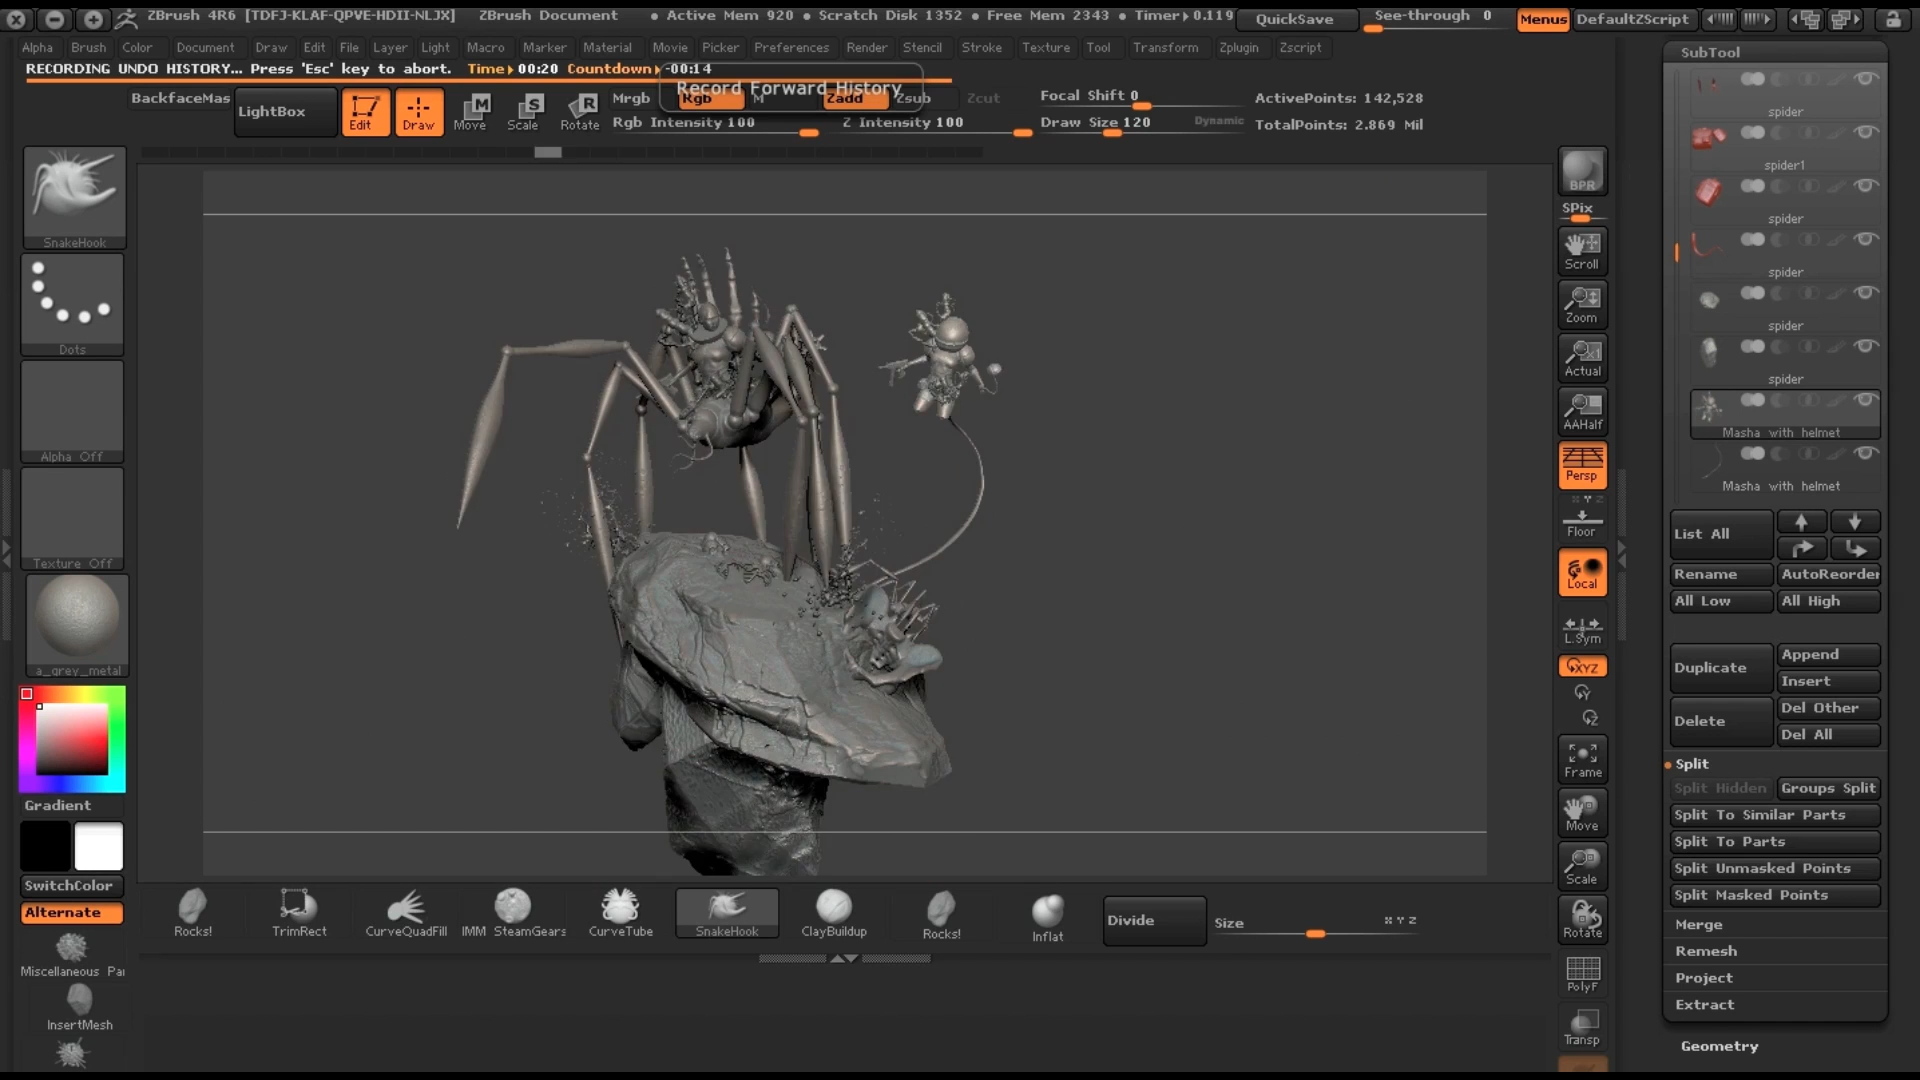 ZBrush 4R6 [TDFJ-KLAF-QPVE-HDII-NLJX] ZBrush Document • Active Mem 920 • Scratch Disk 1352 • Free Mem 2343 • Timer▸0.119 QuickSave See-through 0 Menus DefaultZScript
Alpha Brush Color Document Draw Edit File Layer Light Macro Marker Material Movie Picker Preferences Render Stencil Stroke Texture Tool Transform Zplugin Zscript
RECORDING UNDO HISTORY... Press 'Esc' key to abort. Time▸00:20 Countdown▸-00:14
Record Forward History
BackfaceMas LightBox Edit Draw Move Scale Rotate
M S R
Mrgb Rgb M Zadd Zsub Zcut
Rgb Intensity 100 Z Intensity 100
Focal Shift 0
Draw Size 120 Dynamic
ActivePoints: 142,528
TotalPoints: 2.869 Mil
SnakeHook
Dots
Alpha Off
Texture Off
a_grey_metal
Gradient
SwitchColor
Alternate
Miscellaneous Par
InsertMesh
Rocks! TrimRect CurveQuadFill IMM SteamGears CurveTube SnakeHook ClayBuildup Rocks! Inflat Divide Size X Y Z
BPR
SPix
Scroll
Zoom
Actual
AAHalf
Persp
X Y Z
Floor
Local
L.Sym
XYZ
Y
Z
Frame
Move
Scale
Rotate
PolyF
Transp
SubTool
spider
spider1
spider
spider
spider
spider
Masha with helmet
Masha with helmet
List All
Rename AutoReorder
All Low All High
Duplicate Append
Insert
Delete Del Other
Del All
Split
Split Hidden Groups Split
Split To Similar Parts
Split To Parts
Split Unmasked Points
Split Masked Points
Merge
Remesh
Project
Extract
Geometry